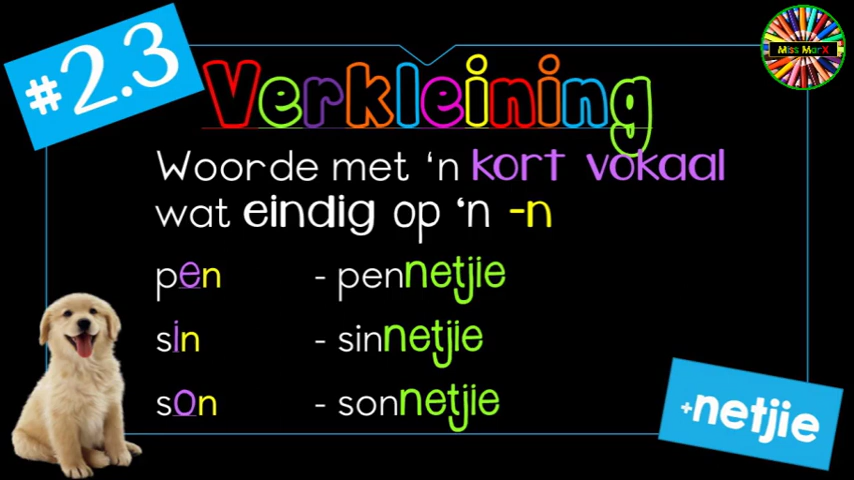 #2.3
Verkleining
Miss MarX
Woorde met ‘n kort vokaal
wat eindig op ‘n -n
pen - pennetjie
sin - sinnetjie
son - sonnetjie
+netjie